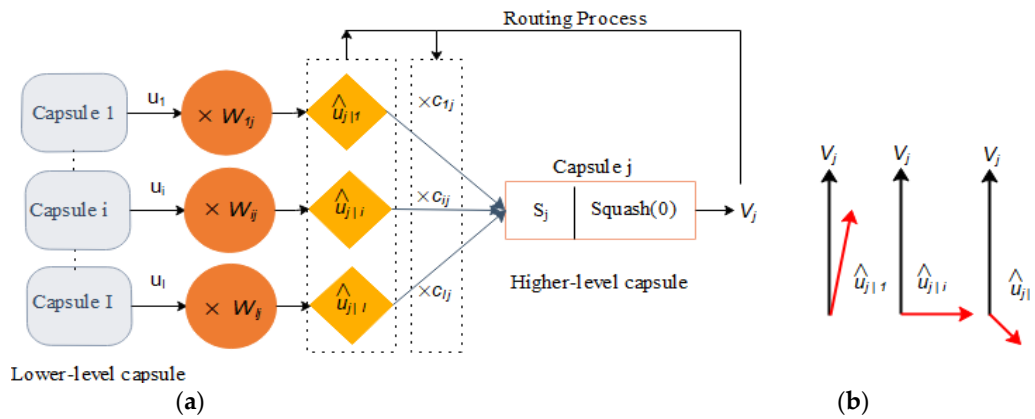 Routing Process
Capsule 1
u1
× W1j
û j|1
×c1j
Capsule i
ui
× Wij
û j|i
×cij
Capsule j
Sj
Squash(0)
Vj
Capsule I
uI
× Wij
û j|I
×cIj
Higher-level capsule
Lower-level capsule
(a)
Vj
Vj
Vj
û j|1
û j|i
û j|
(b)